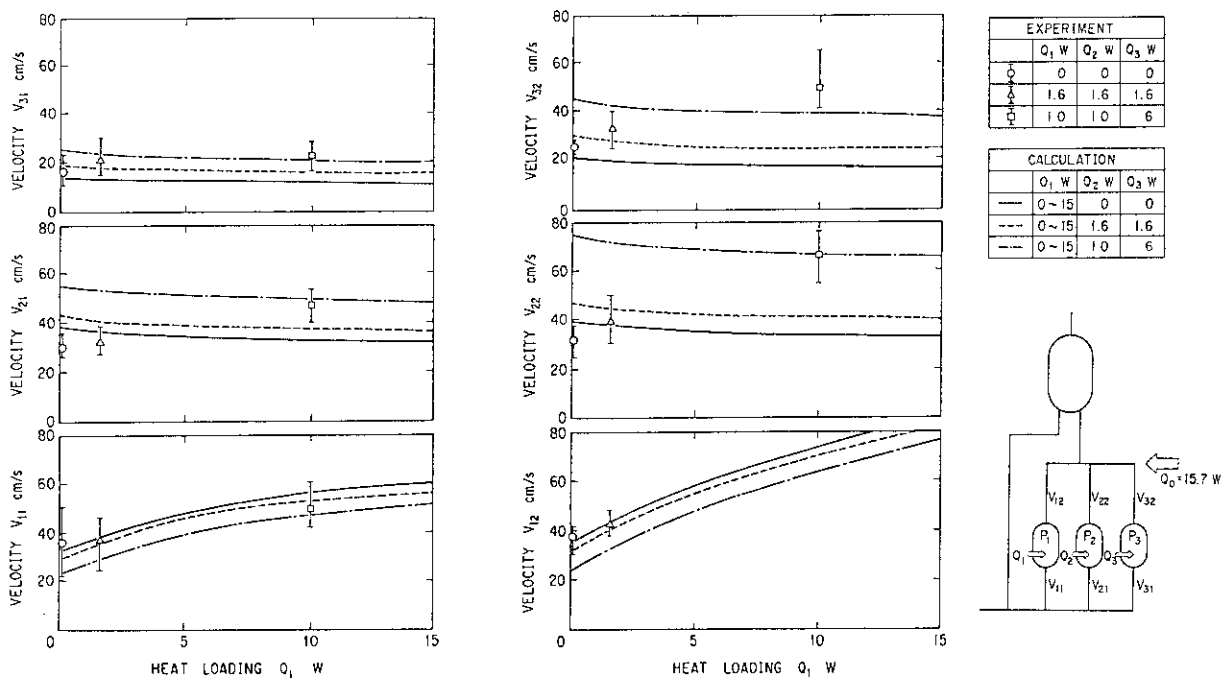 VELOCITY V31 cm/s
80
60
40
20
0
VELOCITY V21 cm/s
80
60
40
20
0
VELOCITY V11 cm/s
80
60
40
20
0
5
10
15
HEAT LOADING Q1 W
VELOCITY V32 cm/s
80
60
40
20
0
VELOCITY V22 cm/s
80
60
40
20
0
VELOCITY V12 cm/s
80
60
40
20
0
5
10
15
HEAT LOADING Q1 W
EXPERIMENT
Q1 W Q2 W Q3 W
0 0 0
1.6 1.6 1.6
10 10 6
CALCULATION
Q1 W Q2 W Q3 W
0~15 0 0
0~15 1.6 1.6
0~15 10 6
Q0=15.7 W
V12 V22 V32
P1 P2 P3
Q1 Q2 Q3
V11 V21 V31